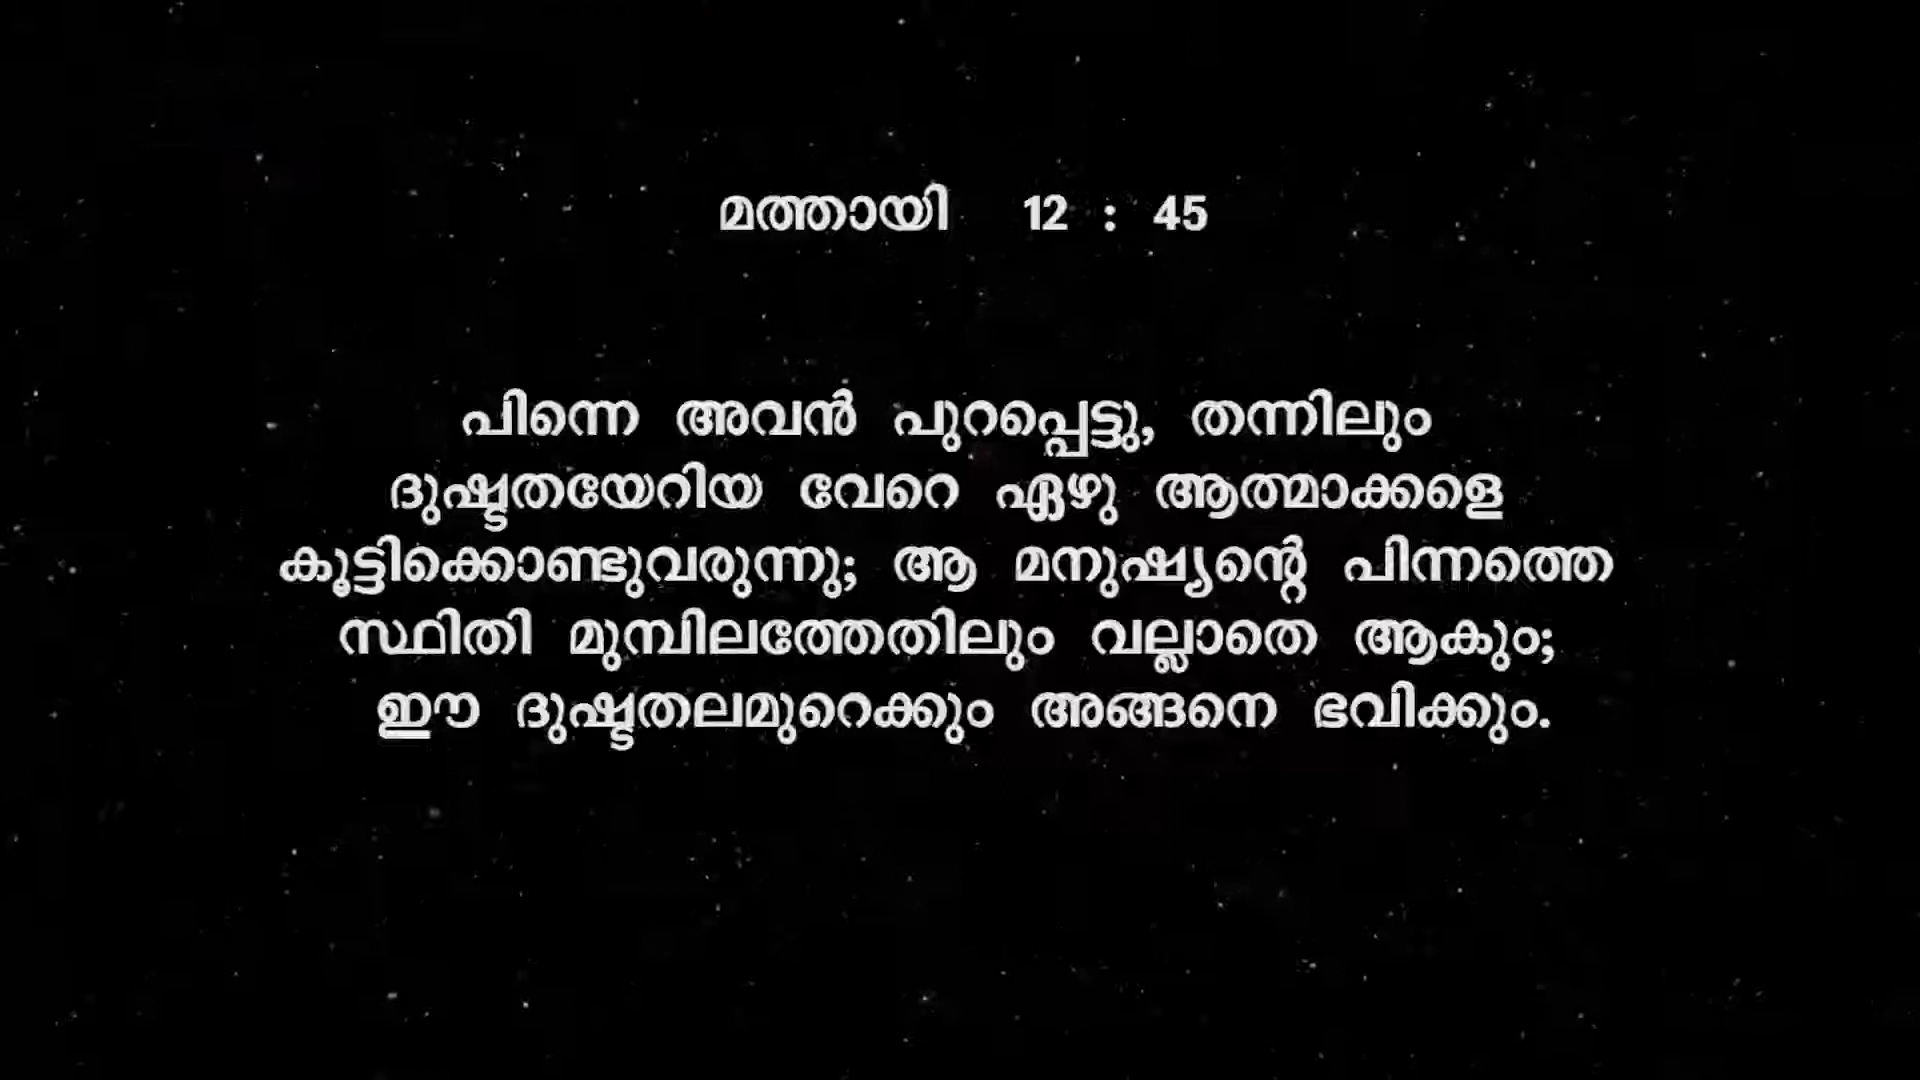 മത്തായി 12 : 45
പിന്നെ അവൻ പുറപ്പെട്ടു, തന്നിലും
ദുഷ്ടതയേറിയ വേറെ ഏഴു ആത്മാക്കളെ
കൂട്ടിക്കൊണ്ടുവരുന്നു; ആ മനുഷ്യന്റെ പിന്നത്തെ
സ്ഥിതി മുമ്പിലത്തേതിലും വല്ലാതെ ആകും;
ഈ ദുഷ്ടതലമുറെക്കും അങ്ങനെ ഭവിക്കും.